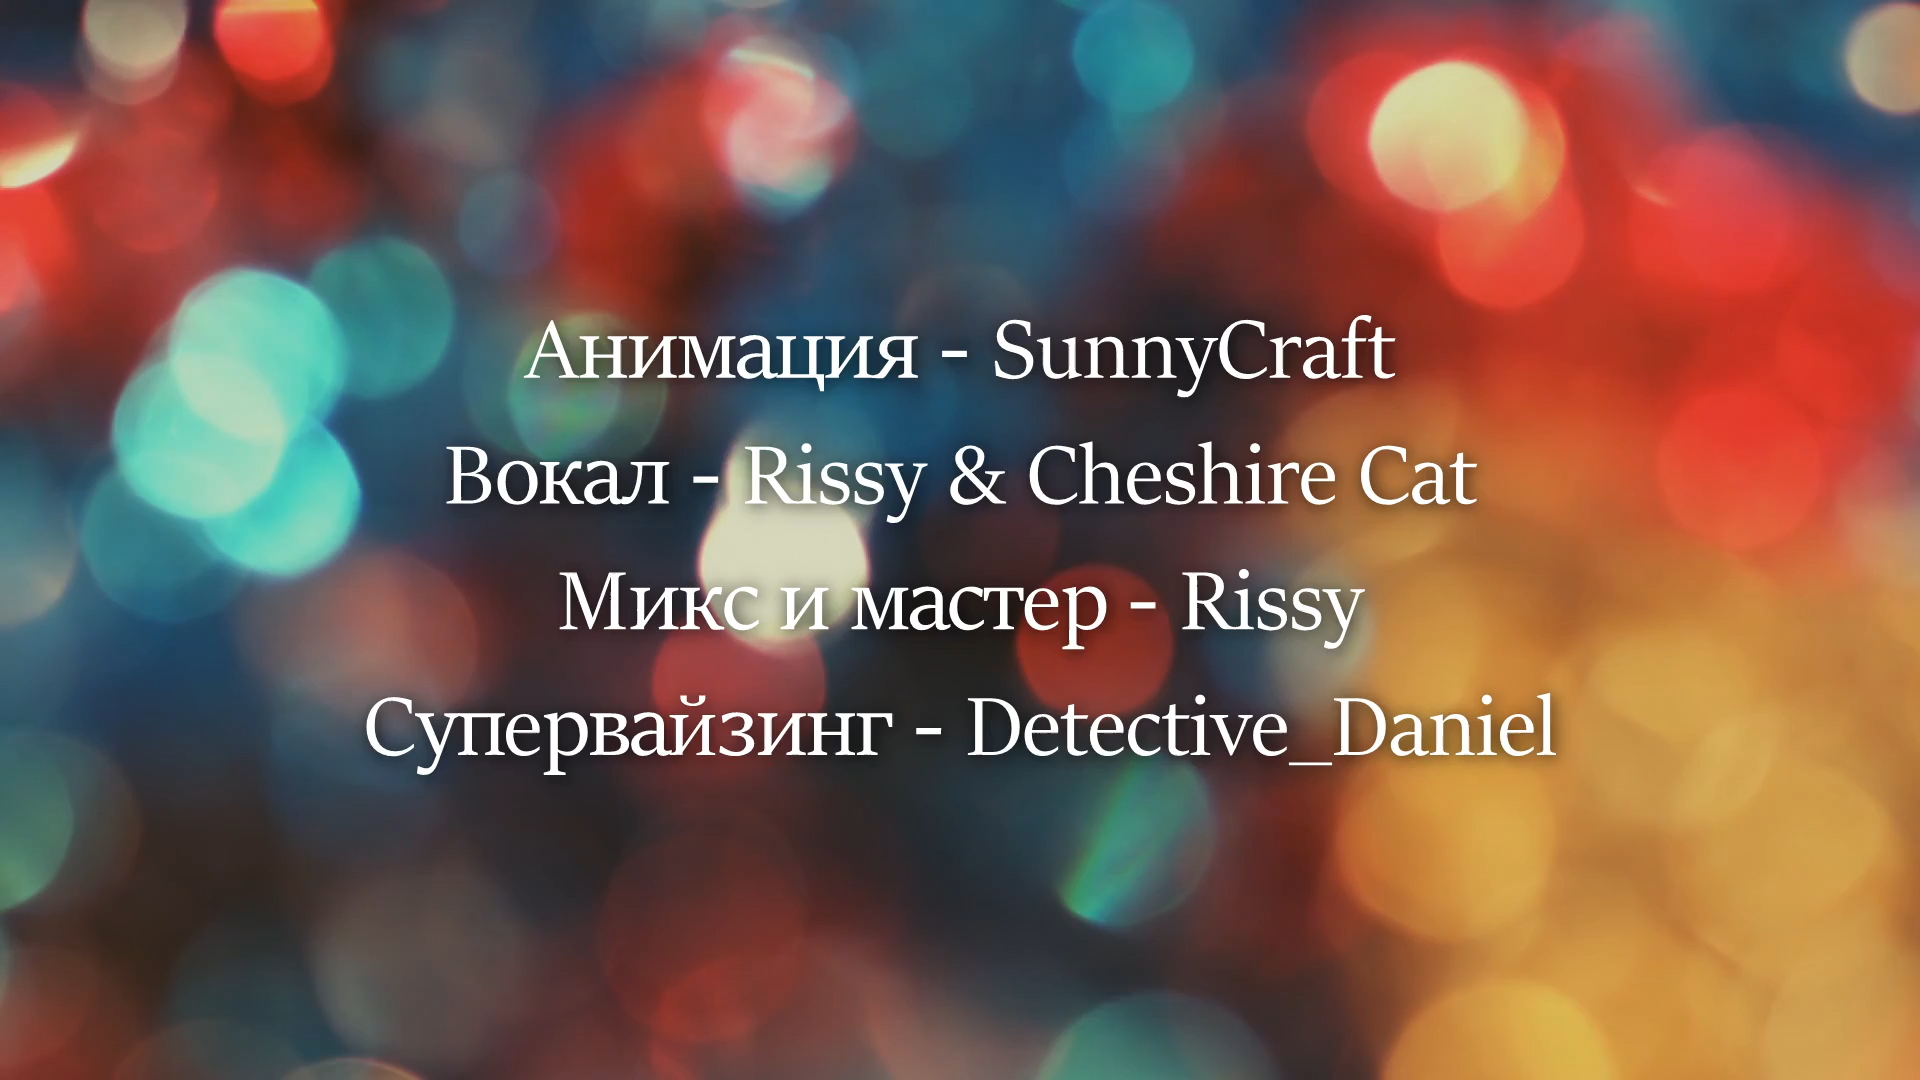 Анимация - SunnyCraft
Вокал - Rissy & Cheshire Cat
Микс и мастер - Rissy
Супервайзинг - Detective_Daniel